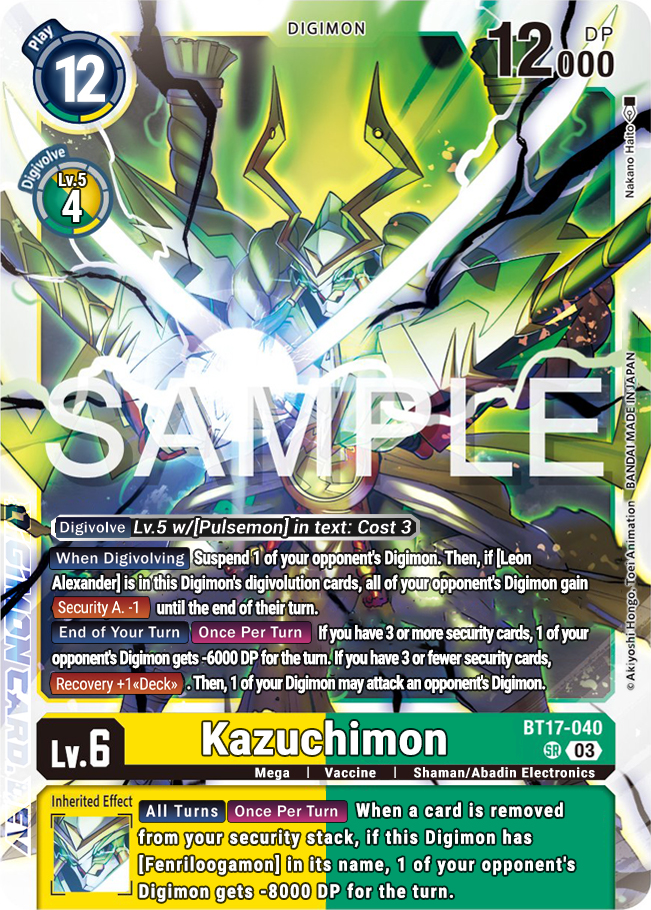 DIGIMON
Play
12
12000
DP
Digivolve
Lv.5
4
Nakano Haito
SAMPLE
© Akiyoshi Hongo, Toei Animation BANDAI MADE IN JAPAN
Digivolve Lv.5 w/[Pulsemon] in text: Cost 3
When Digivolving Suspend 1 of your opponent's Digimon. Then, if [Leon
Alexander] is in this Digimon's digivolution cards, all of your opponent's Digimon gain
Security A. -1 until the end of their turn.
End of Your Turn Once Per Turn If you have 3 or more security cards, 1 of your
opponent's Digimon gets -6000 DP for the turn. If you have 3 or fewer security cards,
Recovery +1«Deck» . Then, 1 of your Digimon may attack an opponent's Digimon.
Lv.6
Kazuchimon
BT17-040
SR 03
Mega | Vaccine | Shaman/Abadin Electronics
Inherited Effect
All Turns Once Per Turn When a card is removed
from your security stack, if this Digimon has
[Fenriloogamon] in its name, 1 of your opponent's
Digimon gets -8000 DP for the turn.